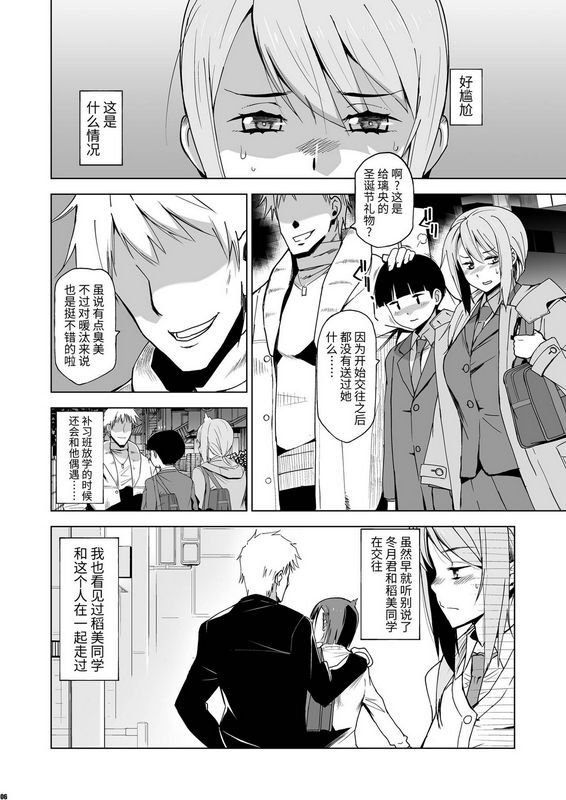 好尴尬
这是
什么情况
啊？这是
给璃央的
圣诞节礼物？
因为开始交往之后
都没有送过她
什么……
虽说有点臭美
不过对暖汰来说
也是挺不错的啦
补习班放学的时候
还会和他偶遇……
虽然早就听别说了
冬月君和稻美同学
在交往
我也看见过稻美同学
和这个人在一起走过
06